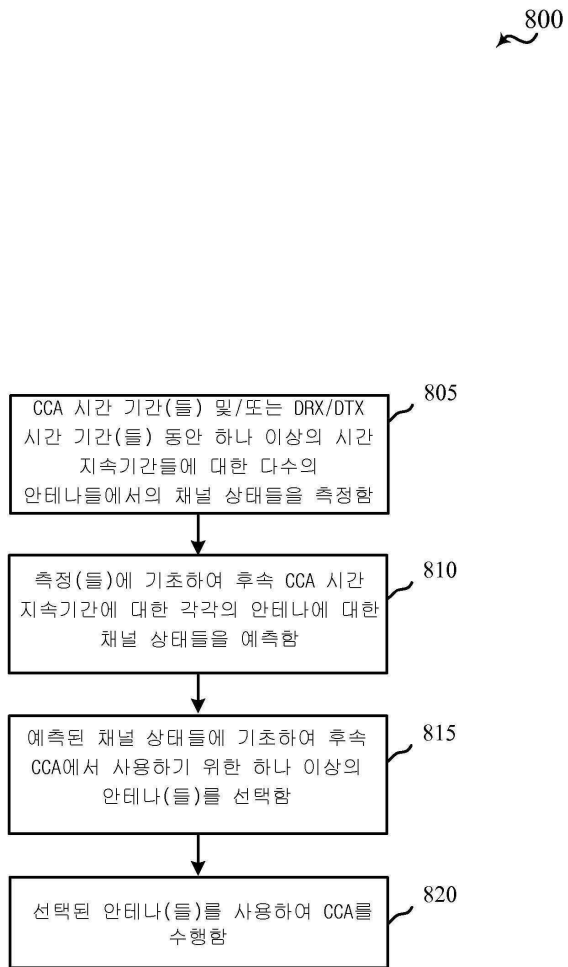 800
805
CCA 시간 기간(들) 및/또는 DRX/DTX
시간 기간(들) 동안 하나 이상의 시간
지속기간들에 대한 다수의
안테나들에서의 채널 상태들을 측정함
810
측정(들)에 기초하여 후속 CCA 시간
지속기간에 대한 각각의 안테나에 대한
채널 상태들을 예측함
815
예측된 채널 상태들에 기초하여 후속
CCA에서 사용하기 위한 하나 이상의
안테나(들)를 선택함
820
선택된 안테나(들)를 사용하여 CCA를
수행함